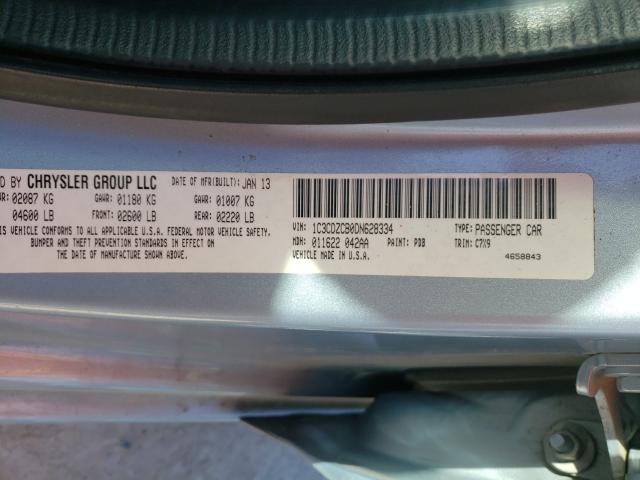 D BY CHRYSLER GROUP LLC DATE OF MFR(BUILT): JAN 13
WR: 02087 KG GAWR: 01180 KG GAWR: 01007 KG
04600 LB FRONT: 02600 LB REAR: 02220 LB
IS VEHICLE CONFORMS TO ALL APPLICABLE U.S.A. FEDERAL MOTOR VEHICLE SAFETY,
BUMPER AND THEFT PREVENTION STANDARDS IN EFFECT ON
THE DATE OF MANUFACTURE SHOWN ABOVE.
VIN: 1C3CDZCB0DN628334 TYPE: PASSENGER CAR
MDH: 011622 042AA PAINT: PDB TRIM: C7X9
VEHICLE MADE IN U.S.A. 4658843